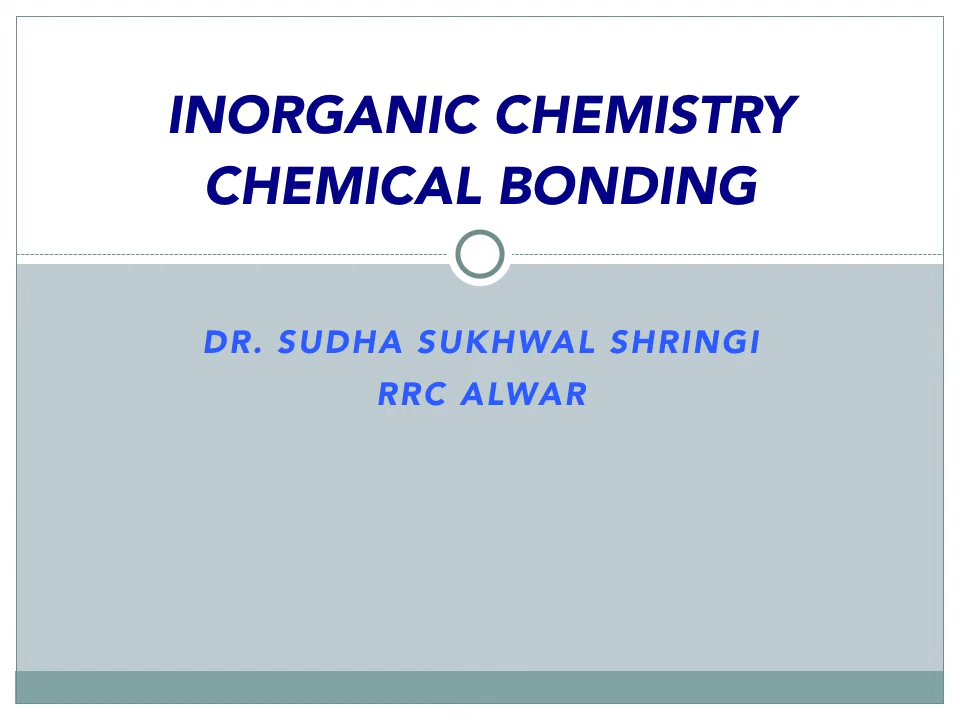 INORGANIC CHEMISTRY
CHEMICAL BONDING
DR. SUDHA SUKHWAL SHRINGI
RRC ALWAR